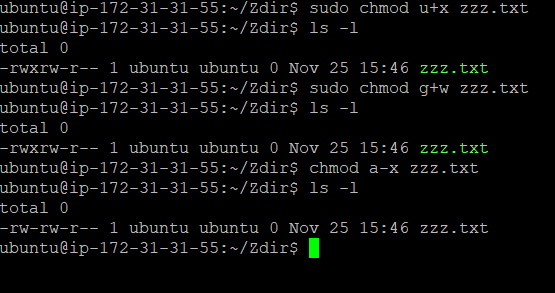 ubuntu@ip-172-31-31-55:~/Zdir$ sudo chmod u+x zzz.txt
ubuntu@ip-172-31-31-55:~/Zdir$ ls -l
total 0
-rwxrw-r-- 1 ubuntu ubuntu 0 Nov 25 15:46 zzz.txt
ubuntu@ip-172-31-31-55:~/Zdir$ sudo chmod g+w zzz.txt
ubuntu@ip-172-31-31-55:~/Zdir$ ls -l
total 0
-rwxrw-r-- 1 ubuntu ubuntu 0 Nov 25 15:46 zzz.txt
ubuntu@ip-172-31-31-55:~/Zdir$ chmod a-x zzz.txt
ubuntu@ip-172-31-31-55:~/Zdir$ ls -l
total 0
-rw-rw-r-- 1 ubuntu ubuntu 0 Nov 25 15:46 zzz.txt
ubuntu@ip-172-31-31-55:~/Zdir$